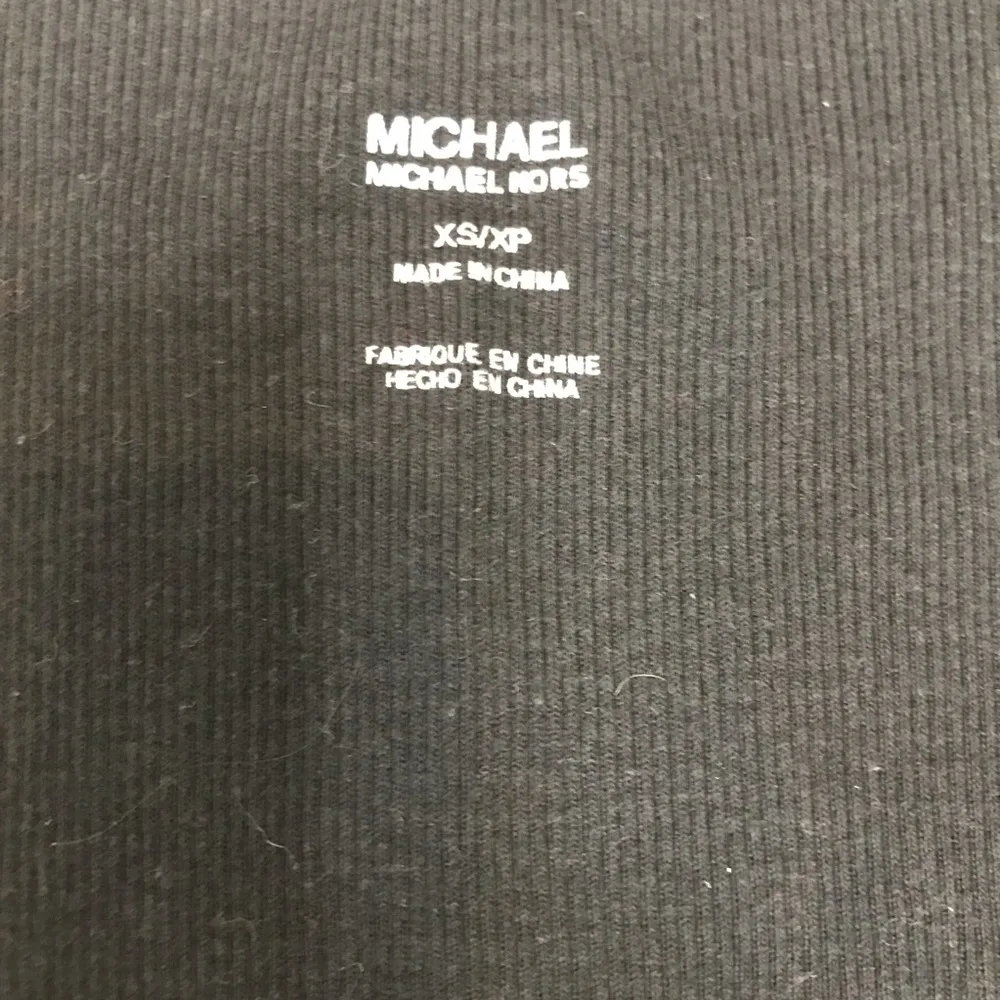 MICHAEL
MICHAEL KORS
XS/XP
MADE IN CHINA
FABRIQUE EN CHINE
HECHO EN CHINA